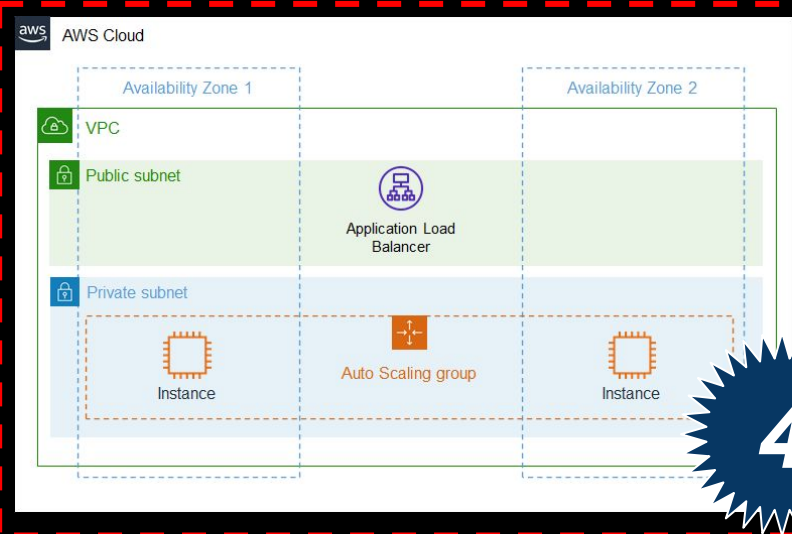 aws
AWS Cloud
Availability Zone 1
Availability Zone 2
VPC
Public subnet
Application Load
Balancer
Private subnet
Auto Scaling group
Instance
Instance
4